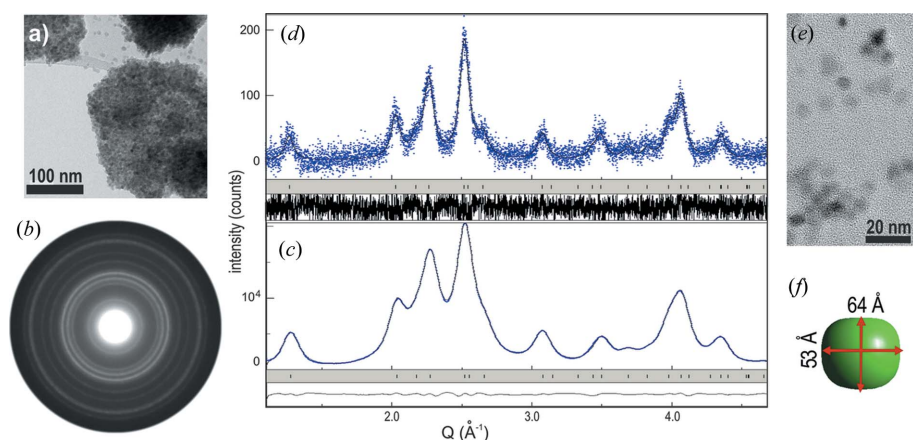 a)
100 nm
(b)
(d)
200
100
0
intensity (counts)
(c)
10⁴
0
2.0
3.0
4.0
Q (Å⁻¹)
(e)
20 nm
(f)
64 Å
53 Å